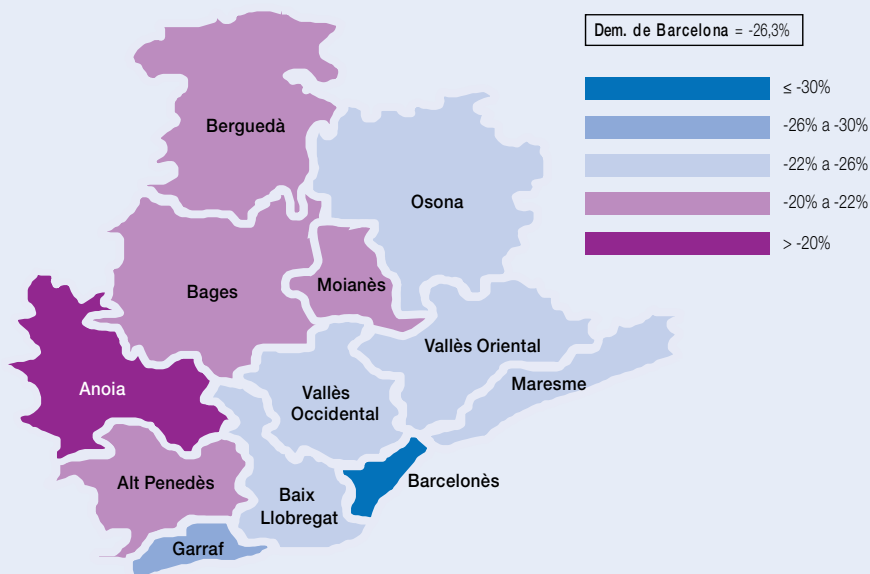 Dem. de Barcelona = -26,3%
≤ -30%
-26% a -30%
-22% a -26%
-20% a -22%
> -20%
Berguedà
Osona
Bages
Moianès
Vallès Oriental
Maresme
Anoia
Vallès
Occidental
Alt Penedès
Barcelonès
Baix
Llobregat
Garraf